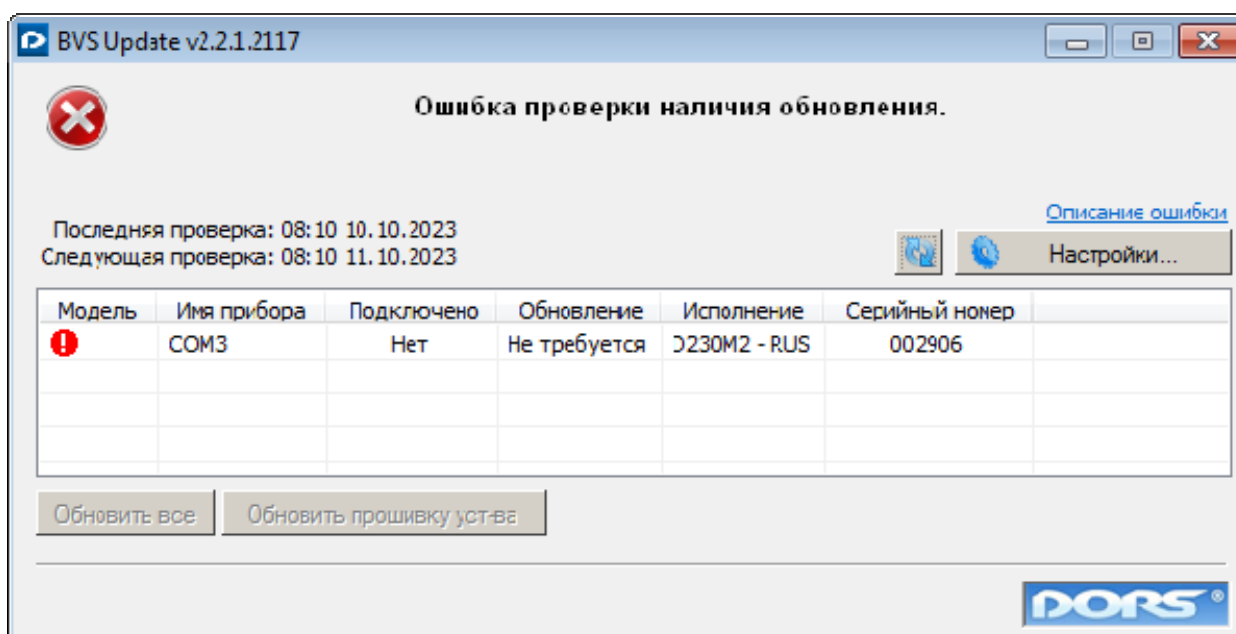 BVS Update v2.2.1.2117
Ошибка проверки наличия обновления.
Описание ошибки
Последняя проверка: 08:10 10.10.2023
Следующая проверка: 08:10 11.10.2023
Настройки...
Модель Имя прибора Подключено Обновление Исполнение Серийный номер
COM3 Нет Не требуется D230M2 - RUS 002906
Обновить все Обновить прошивку уст-ва
DORS®